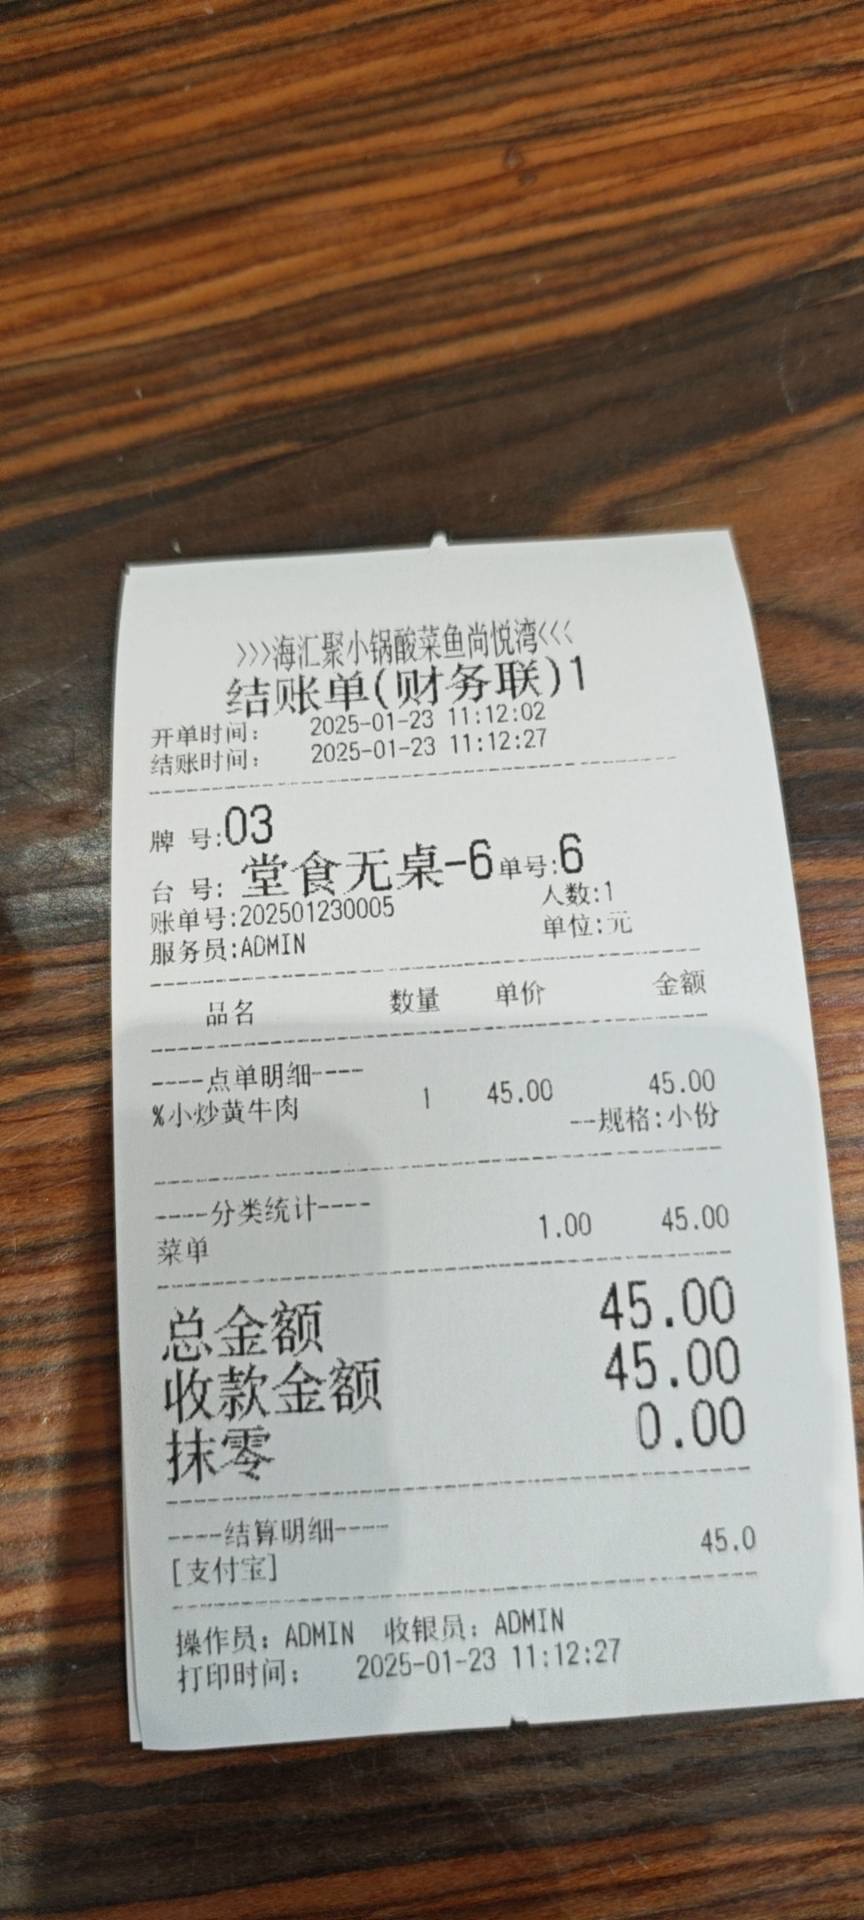 >>>海汇聚小锅酸菜鱼尚悦湾<<<
结账单(财务联)1
开单时间: 2025-01-23 11:12:02
结账时间: 2025-01-23 11:12:27
牌 号:03
台 号: 堂食无桌-6 单号:6
账单号:202501230005 人数:1
服务员:ADMIN 单位:元
品名 数量 单价 金额
----点单明细----
%小炒黄牛肉 1 45.00 45.00
--规格:小份
----分类统计----
菜单 1.00 45.00
总金额 45.00
收款金额 45.00
抹零 0.00
----结算明细----
[支付宝] 45.0
操作员: ADMIN 收银员: ADMIN
打印时间: 2025-01-23 11:12:27